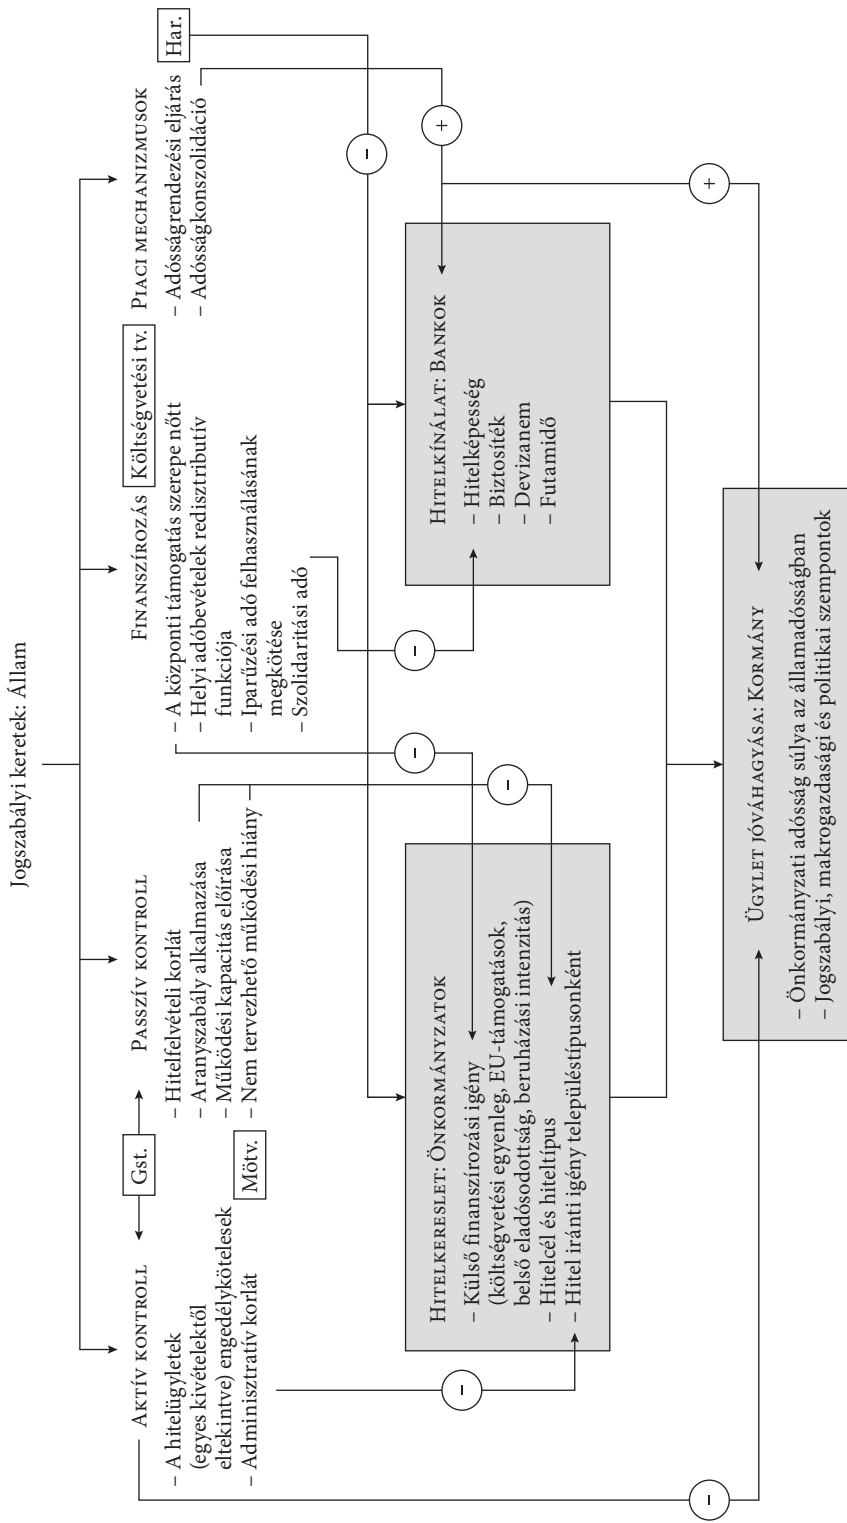 Jogszabályi keretek: Állam
Aktív kontroll
– A hitelügyletek
(egyes kivételektől
eltekintve) engedélykötelesek
– Adminisztratív korlát
Gst.
Passzív kontroll
– Hitelfelvételi korlát
– Aranyszabály alkalmazása
– Működési kapacitás előírása
– Nem tervezhető működési hiány
Mötv.
Finanszírozás
Költségvetési tv.
– A központi támogatás szerepe nőtt
– Helyi adóbevételek redisztributív
funkciója
– Iparűzési adó felhasználásának
megkötése
– Szolidaritási adó
Piaci mechanizmusok
– Adósságrendezési eljárás
– Adósságkonszolidáció
Har.
–
–
–
–
–
+
Hitelkereslet: Önkormányzatok
– Külső finanszírozási igény
(költségvetési egyenleg, EU-támogatások,
belső eladósodottság, beruházási intenzitás)
– Hitelcél és hiteltípus
– Hitel iránti igény településtípusonként
Hitelkínálat: Bankok
– Hitelképesség
– Biztosíték
– Devizanem
– Futamidő
–
+
Ügylet jóváhagyása: Kormány
– Önkormányzati adósság súlya az államadósságban
– Jogszabályi, makrogazdasági és politikai szempontok